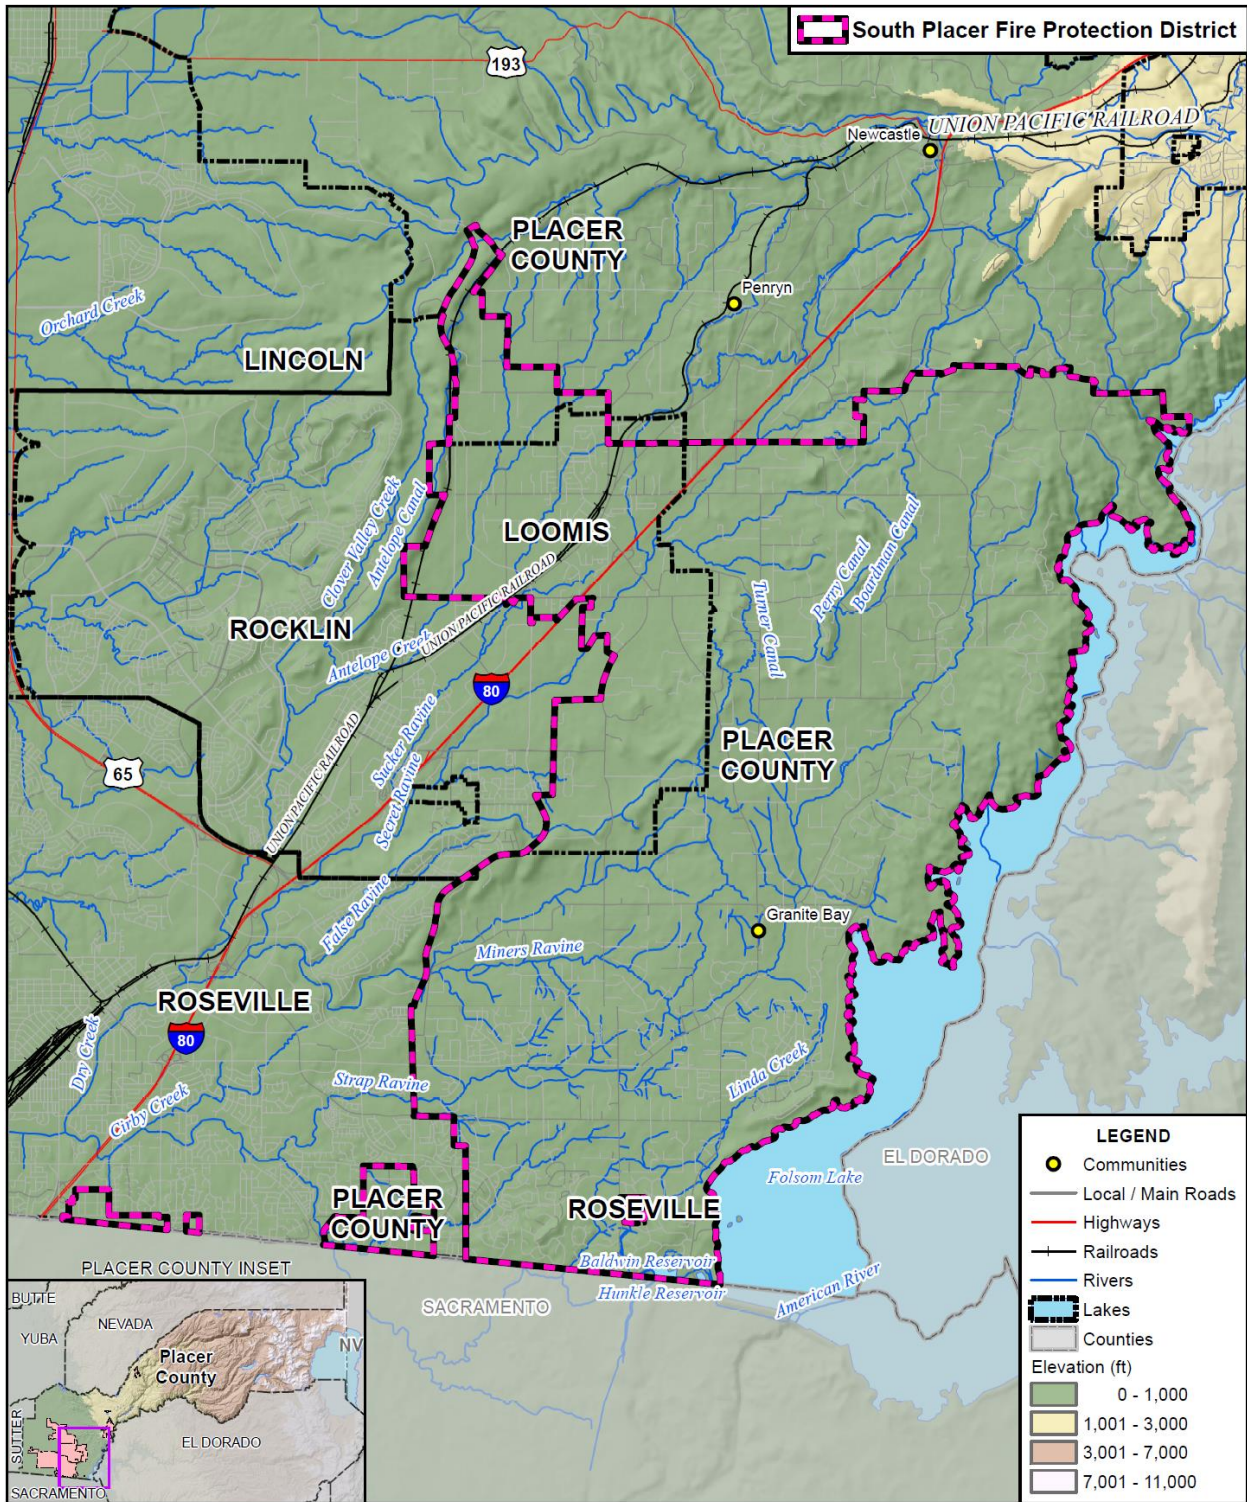 South Placer Fire Protection District
193
UNION PACIFIC RAILROAD
Newcastle
PLACER
COUNTY
Penryn
Orchard Creek
LINCOLN
Clover Valley Creek
Antelope Canal
LOOMIS
Perry Canal
Boardman Canal
Turner Canal
ROCKLIN
Antelope Creek
UNION PACIFIC RAILROAD
80
Sucker Ravine
Secret Ravine
PLACER
COUNTY
65
UNION PACIFIC RAILROAD
False Ravine
Granite Bay
Miners Ravine
ROSEVILLE
80
Dry Creek
Cirby Creek
Strap Ravine
Linda Creek
Folsom Lake
EL DORADO
PLACER
COUNTY
ROSEVILLE
Baldwin Reservoir
Hunkle Reservoir
American River
SACRAMENTO
PLACER COUNTY INSET
BUTTE
YUBA
NEVADA
NV
Placer
County
SUTTER
EL DORADO
SACRAMENTO
LEGEND
Communities
Local / Main Roads
Highways
Railroads
Rivers
Lakes
Counties
Elevation (ft)
0 - 1,000
1,001 - 3,000
3,001 - 7,000
7,001 - 11,000